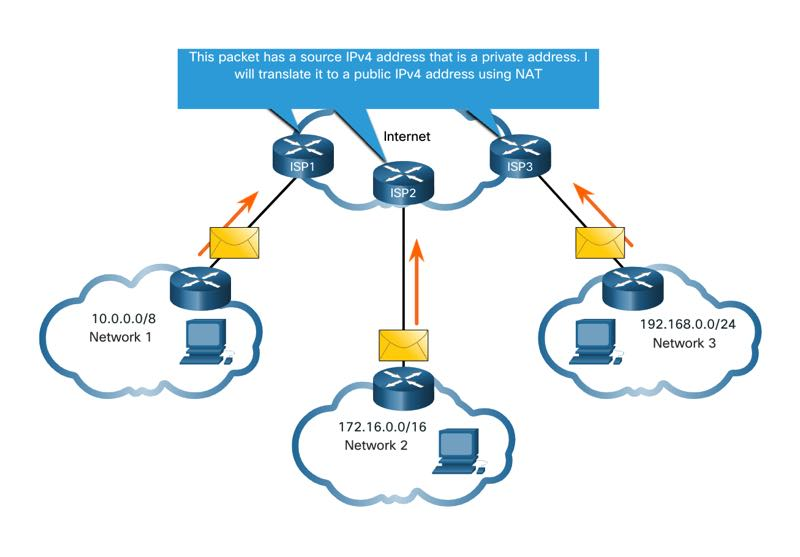 This packet has a source IPv4 address that is a private address. I
will translate it to a public IPv4 address using NAT
Internet
ISP1
ISP2
ISP3
10.0.0.0/8
Network 1
192.168.0.0/24
Network 3
172.16.0.0/16
Network 2